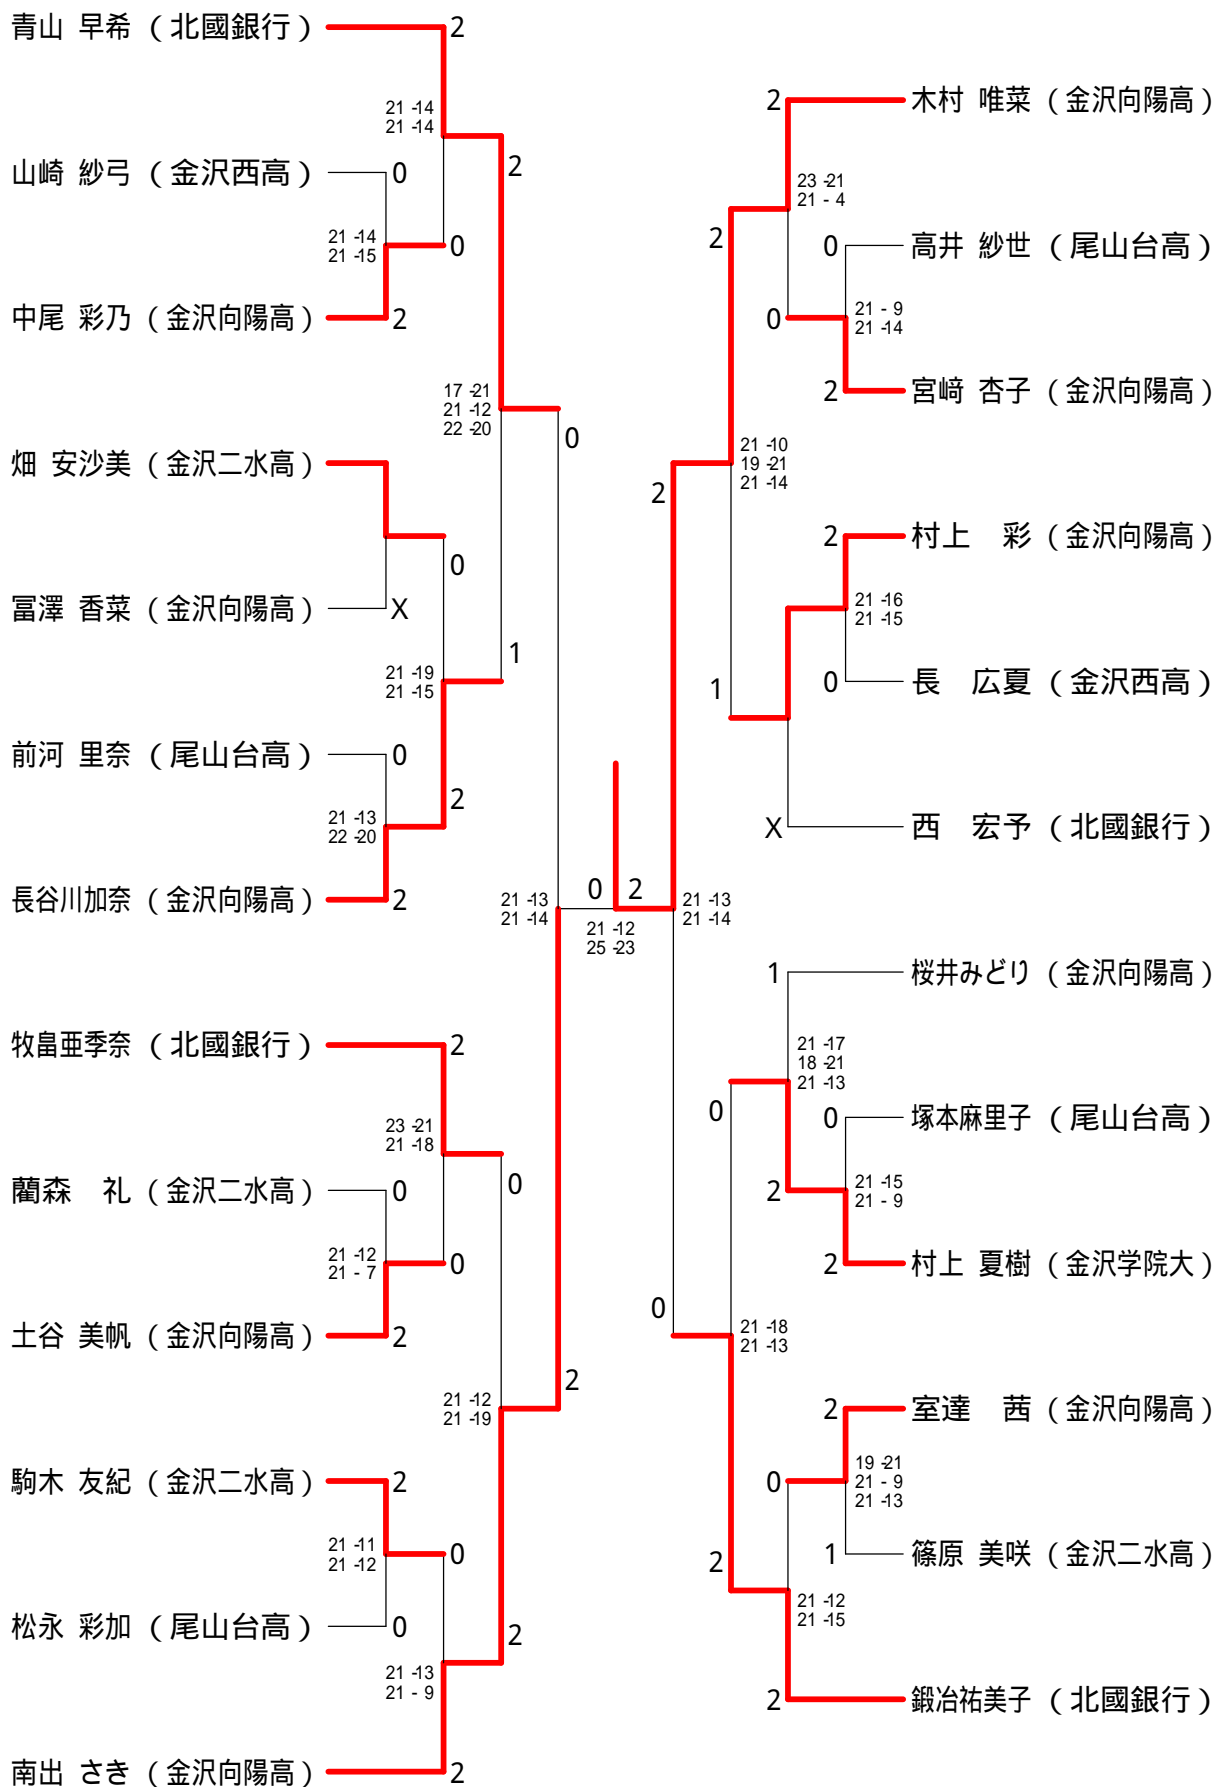 青山 早希 (北國銀行) 2
21 -14
21 -14
山崎 紗弓 (金沢西高) 0
2
21 -14
21 -15
0
中尾 彩乃 (金沢向陽高) 2
17 -21
21 -12
22 -20
0
畑 安沙美 (金沢二水高)
0
冨澤 香菜 (金沢向陽高) X
1
21 -19
21 -15
前河 里奈 (尾山台高) 0
2
21 -13
22 -20
長谷川加奈 (金沢向陽高) 2
21 -13
21 -14
0 2
21 -12
25 -23
牧畠亜季奈 (北國銀行) 2
23 -21
21 -18
藺森 礼 (金沢二水高) 0
0
21 -12
21 - 7
0
土谷 美帆 (金沢向陽高) 2
2
21 -12
21 -19
駒木 友紀 (金沢二水高) 2
21 -11
21 -12
0
松永 彩加 (尾山台高) 0
2
21 -13
21 - 9
南出 さき (金沢向陽高) 2
2 木村 唯菜 (金沢向陽高)
23 -21
21 - 4
2
0 高井 紗世 (尾山台高)
0
21 - 9
21 -14
2 宮﨑 杏子 (金沢向陽高)
21 -10
19 -21
21 -14
2
2 村上 彩 (金沢向陽高)
21 -16
21 -15
1
0 長 広夏 (金沢西高)
X 西 宏予 (北國銀行)
21 -13
21 -14
1 桜井みどり (金沢向陽高)
21 -17
18 -21
21 -13
0
0 塚本麻里子 (尾山台高)
2
21 -15
21 - 9
2 村上 夏樹 (金沢学院大)
0
21 -18
21 -13
2 室達 茜 (金沢向陽高)
0
19 -21
21 - 9
21 -13
1 篠原 美咲 (金沢二水高)
2
21 -12
21 -15
2 鍛冶祐美子 (北國銀行)